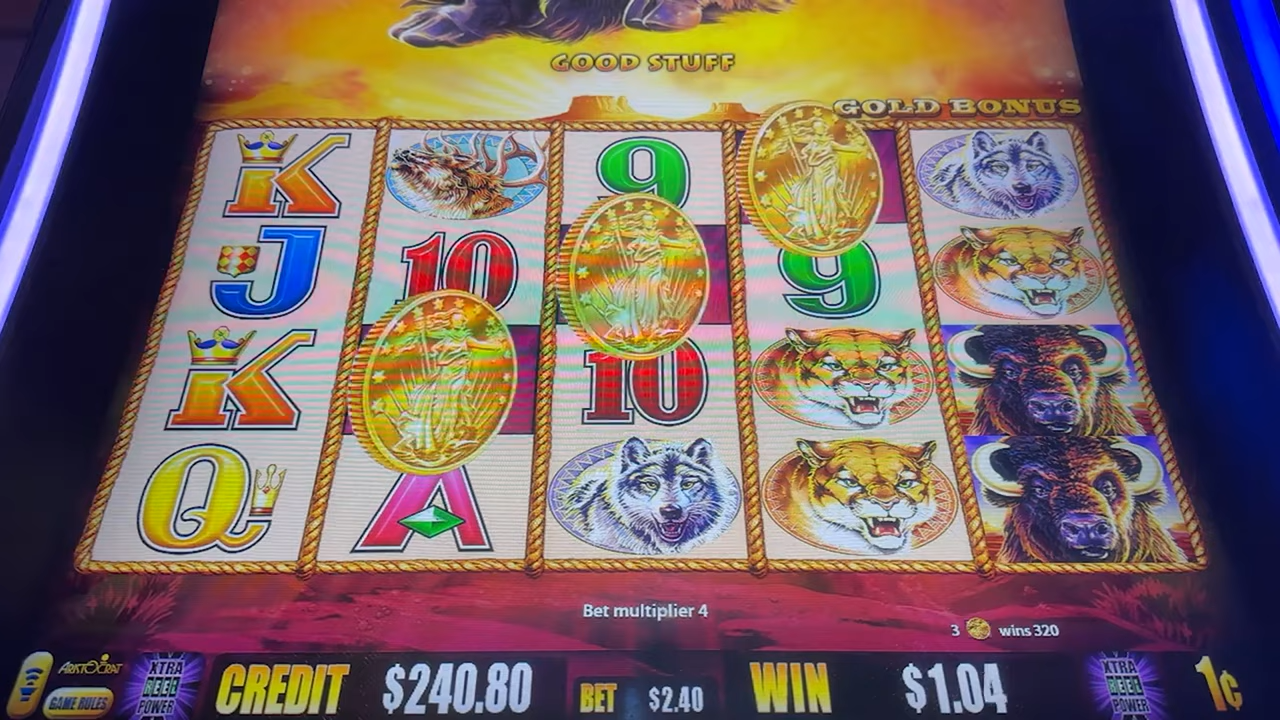 GOOD STUFF
GOLD BONUS
K
9
J
10
9
K
10
Q
A
Bet multiplier 4
3 wins 320
ARISTOCRAT
GAME RULES
XTRA REEL POWER
CREDIT $240.80
BET $2.40
WIN $1.04
XTRA REEL POWER
1¢